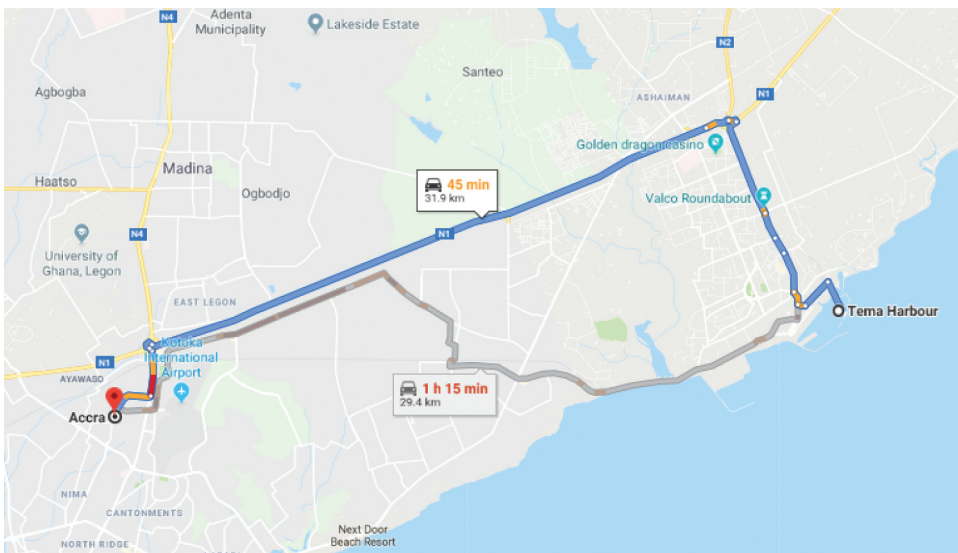 N4
Adenta
Municipality
Lakeside Estate
N2
Santeo
Agbogba
ASHAIMAN
N1
Golden dragon casino
Madina
Haatso
Ogbodjo
45 min
31.9 km
Valco Roundabout
N4
N1
University of
Ghana, Legon
EAST LEGON
Tema Harbour
Kotoka
International
Airport
N1
AYAWASO
1 h 15 min
29.4 km
Accra
NIMA
CANTONMENTS
Next Door
Beach Resort
NORTH RIDGE